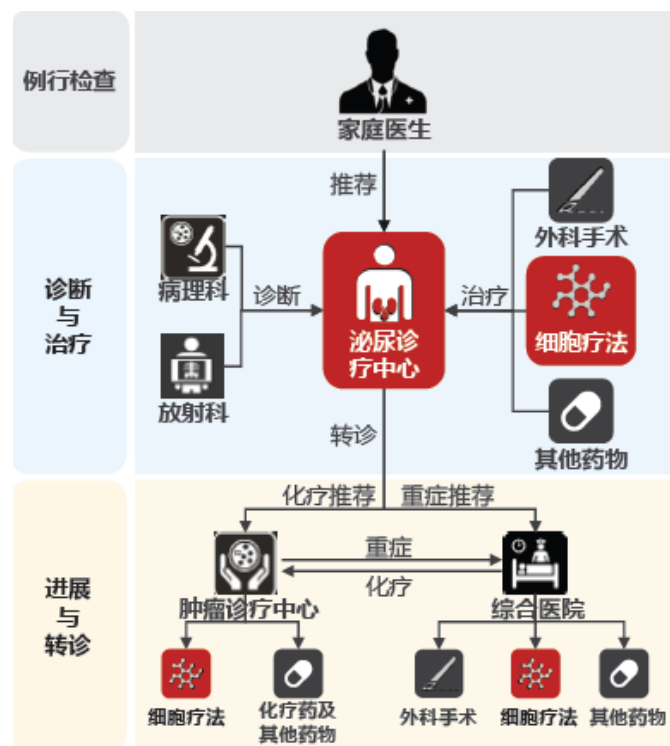 例行检查
家庭医生
推荐
诊断
与
治疗
病理科
放射科
诊断
泌尿诊
疗中心
治疗
外科手术
细胞疗法
其他药物
转诊
进展
与
转诊
化疗推荐
重症推荐
肿瘤诊疗中心
重症
化疗
综合医院
细胞疗法
化疗药及
其他药物
外科手术
细胞疗法
其他药物